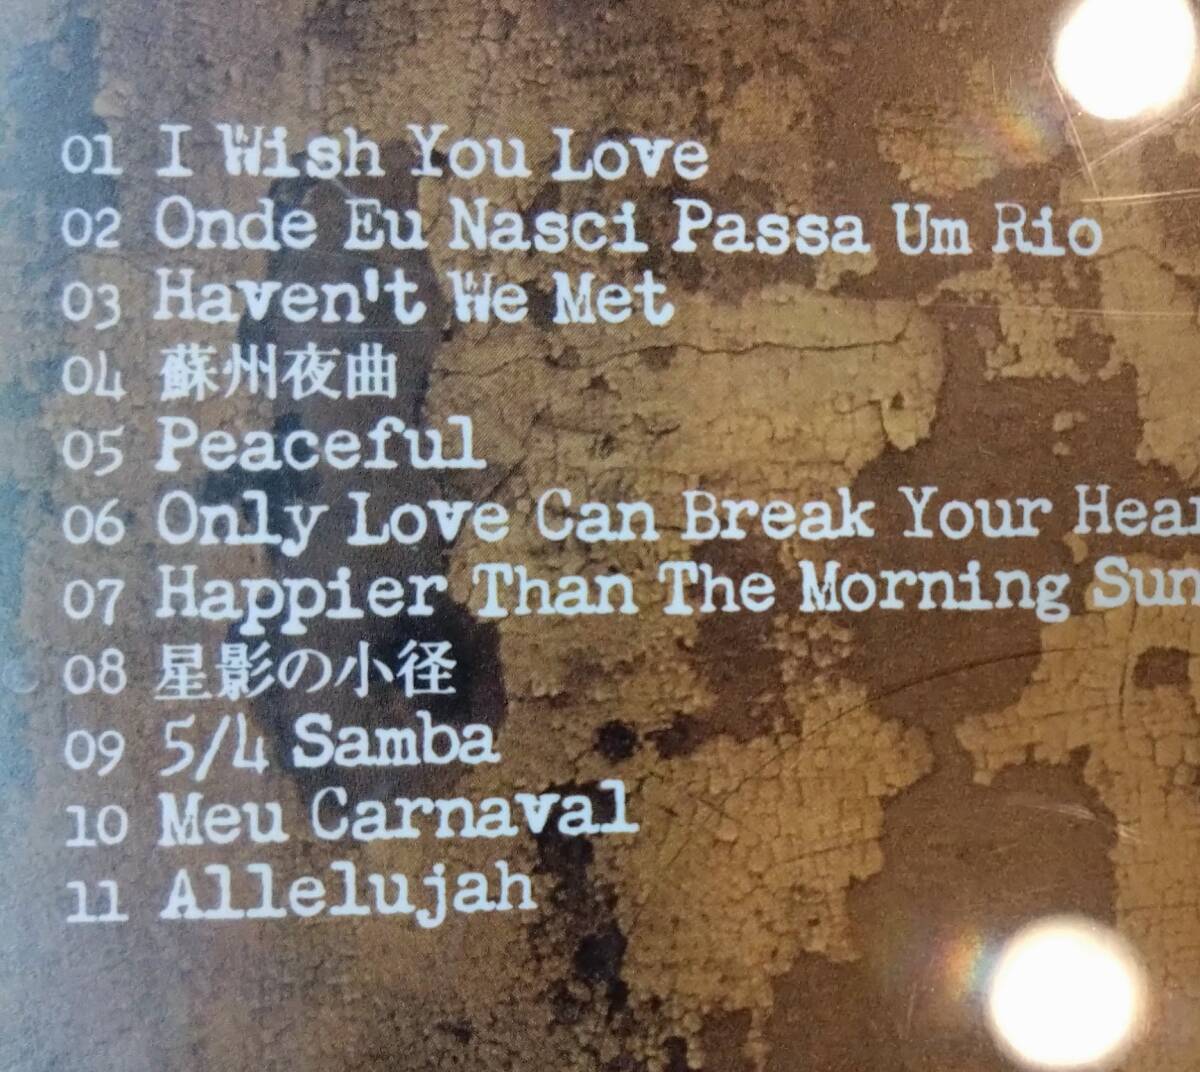 01 I Wish You Love
02 Onde Eu Nasci Passa Um Rio
03 Haven't We Met
04 蘇州夜曲
05 Peaceful
06 Only Love Can Break Your
07 Happier Than The Morning Sun
08 星影の小径
09 5/4 Samba
10 Meu Carnaval
11 Allelujah